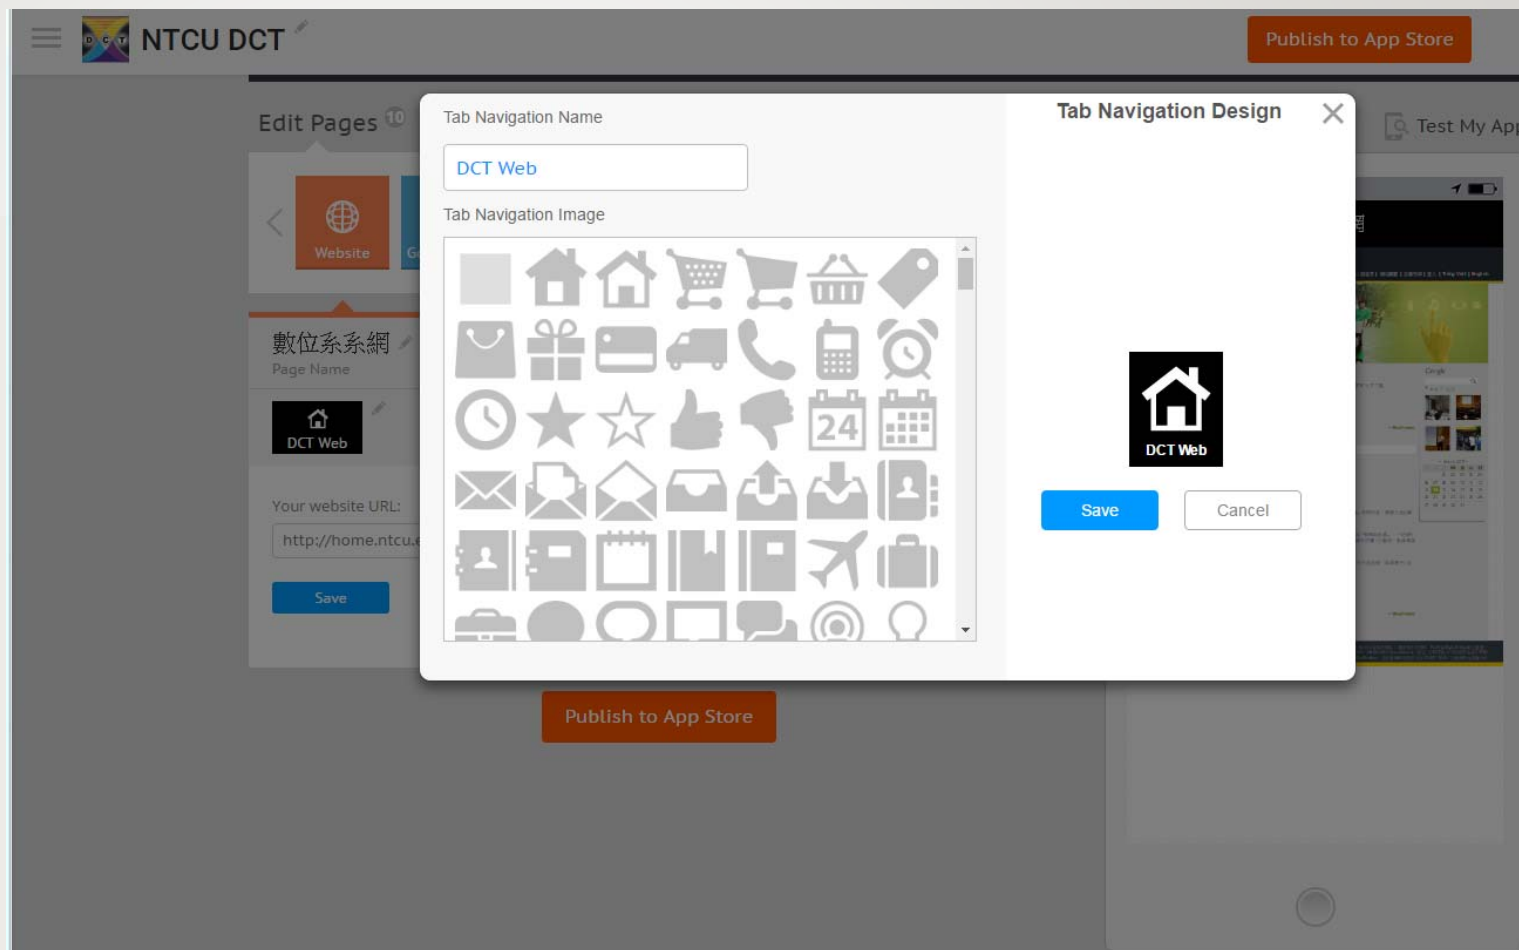 NTCU DCT
Publish to App Store
Edit Pages 10
Test My App
Website
數位系系網
Page Name
DCT Web
Your website URL:
http://home.ntcu.e
Save
Tab Navigation Name
DCT Web
Tab Navigation Image
24
Tab Navigation Design
DCT Web
Save
Cancel
網
Google
Publish to App Store